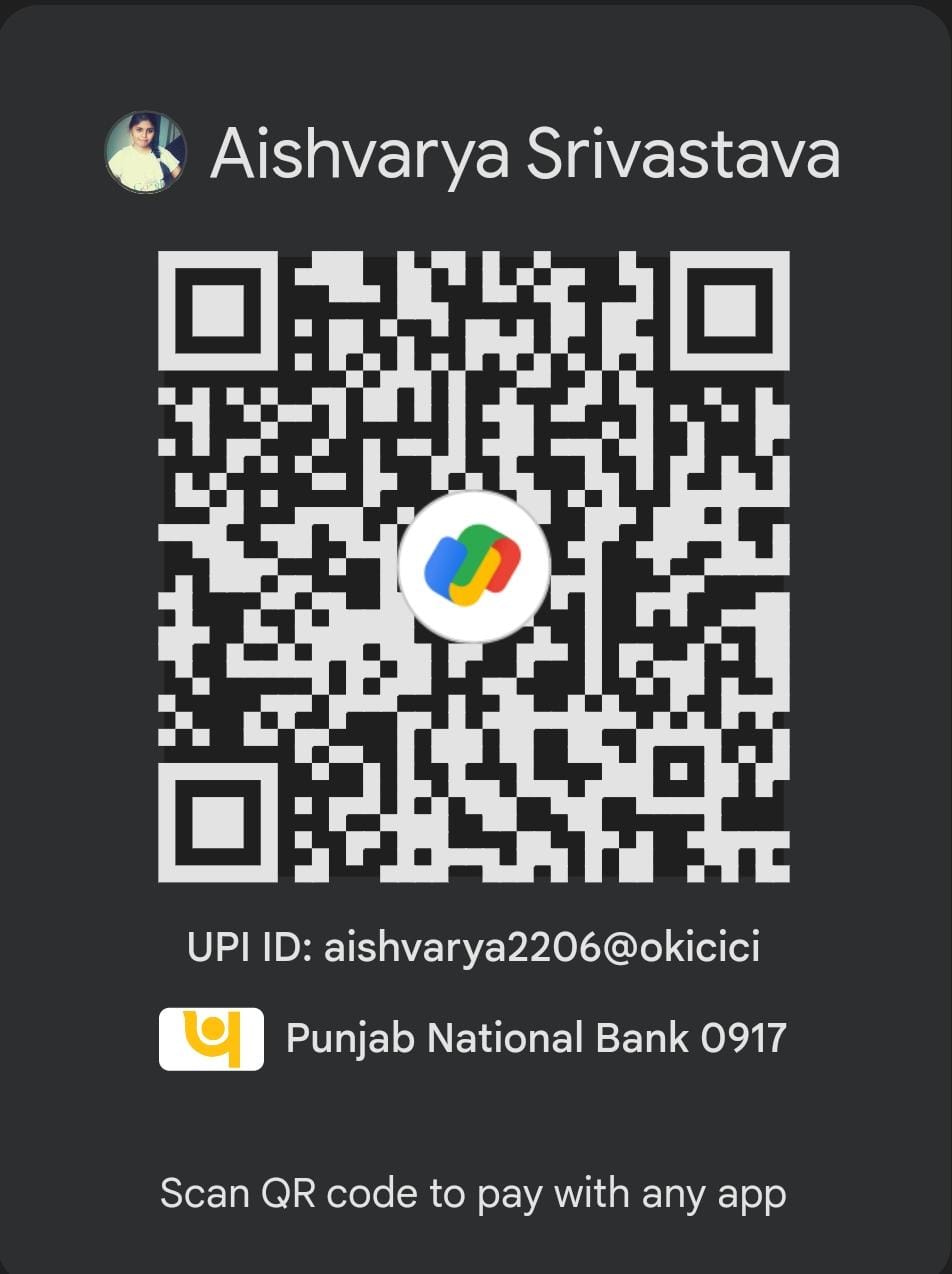 Aishvarya Srivastava
UPI ID: aishvarya2206@okicici
Punjab National Bank 0917
Scan QR code to pay with any app